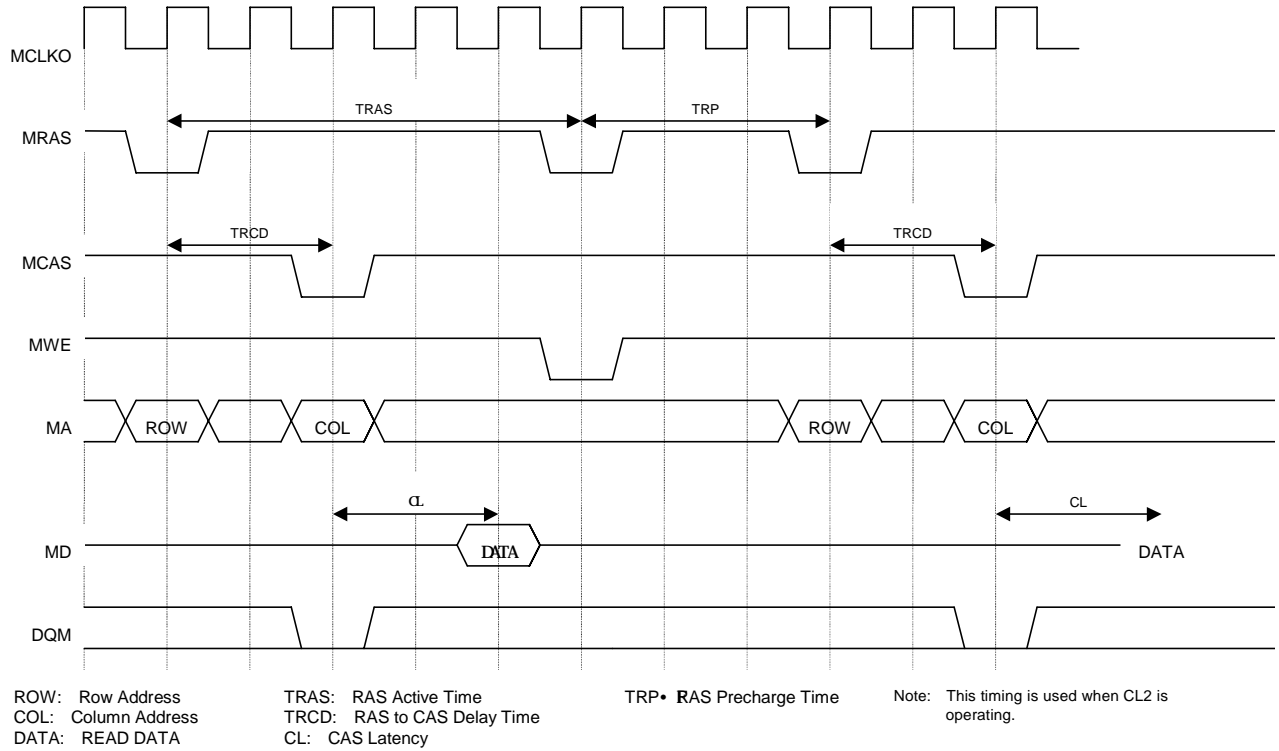 MCLKO
TRAS TRP
MRAS
TRCD TRCD
MCAS
MWE
MA ROW COL ROW COL
CL CL
MD DATA DATA
DQM
ROW: Row Address TRAS: RAS Active Time TRP• RAS Precharge Time Note: This timing is used when CL2 is
COL: Column Address TRCD: RAS to CAS Delay Time operating.
DATA: READ DATA CL: CAS Latency